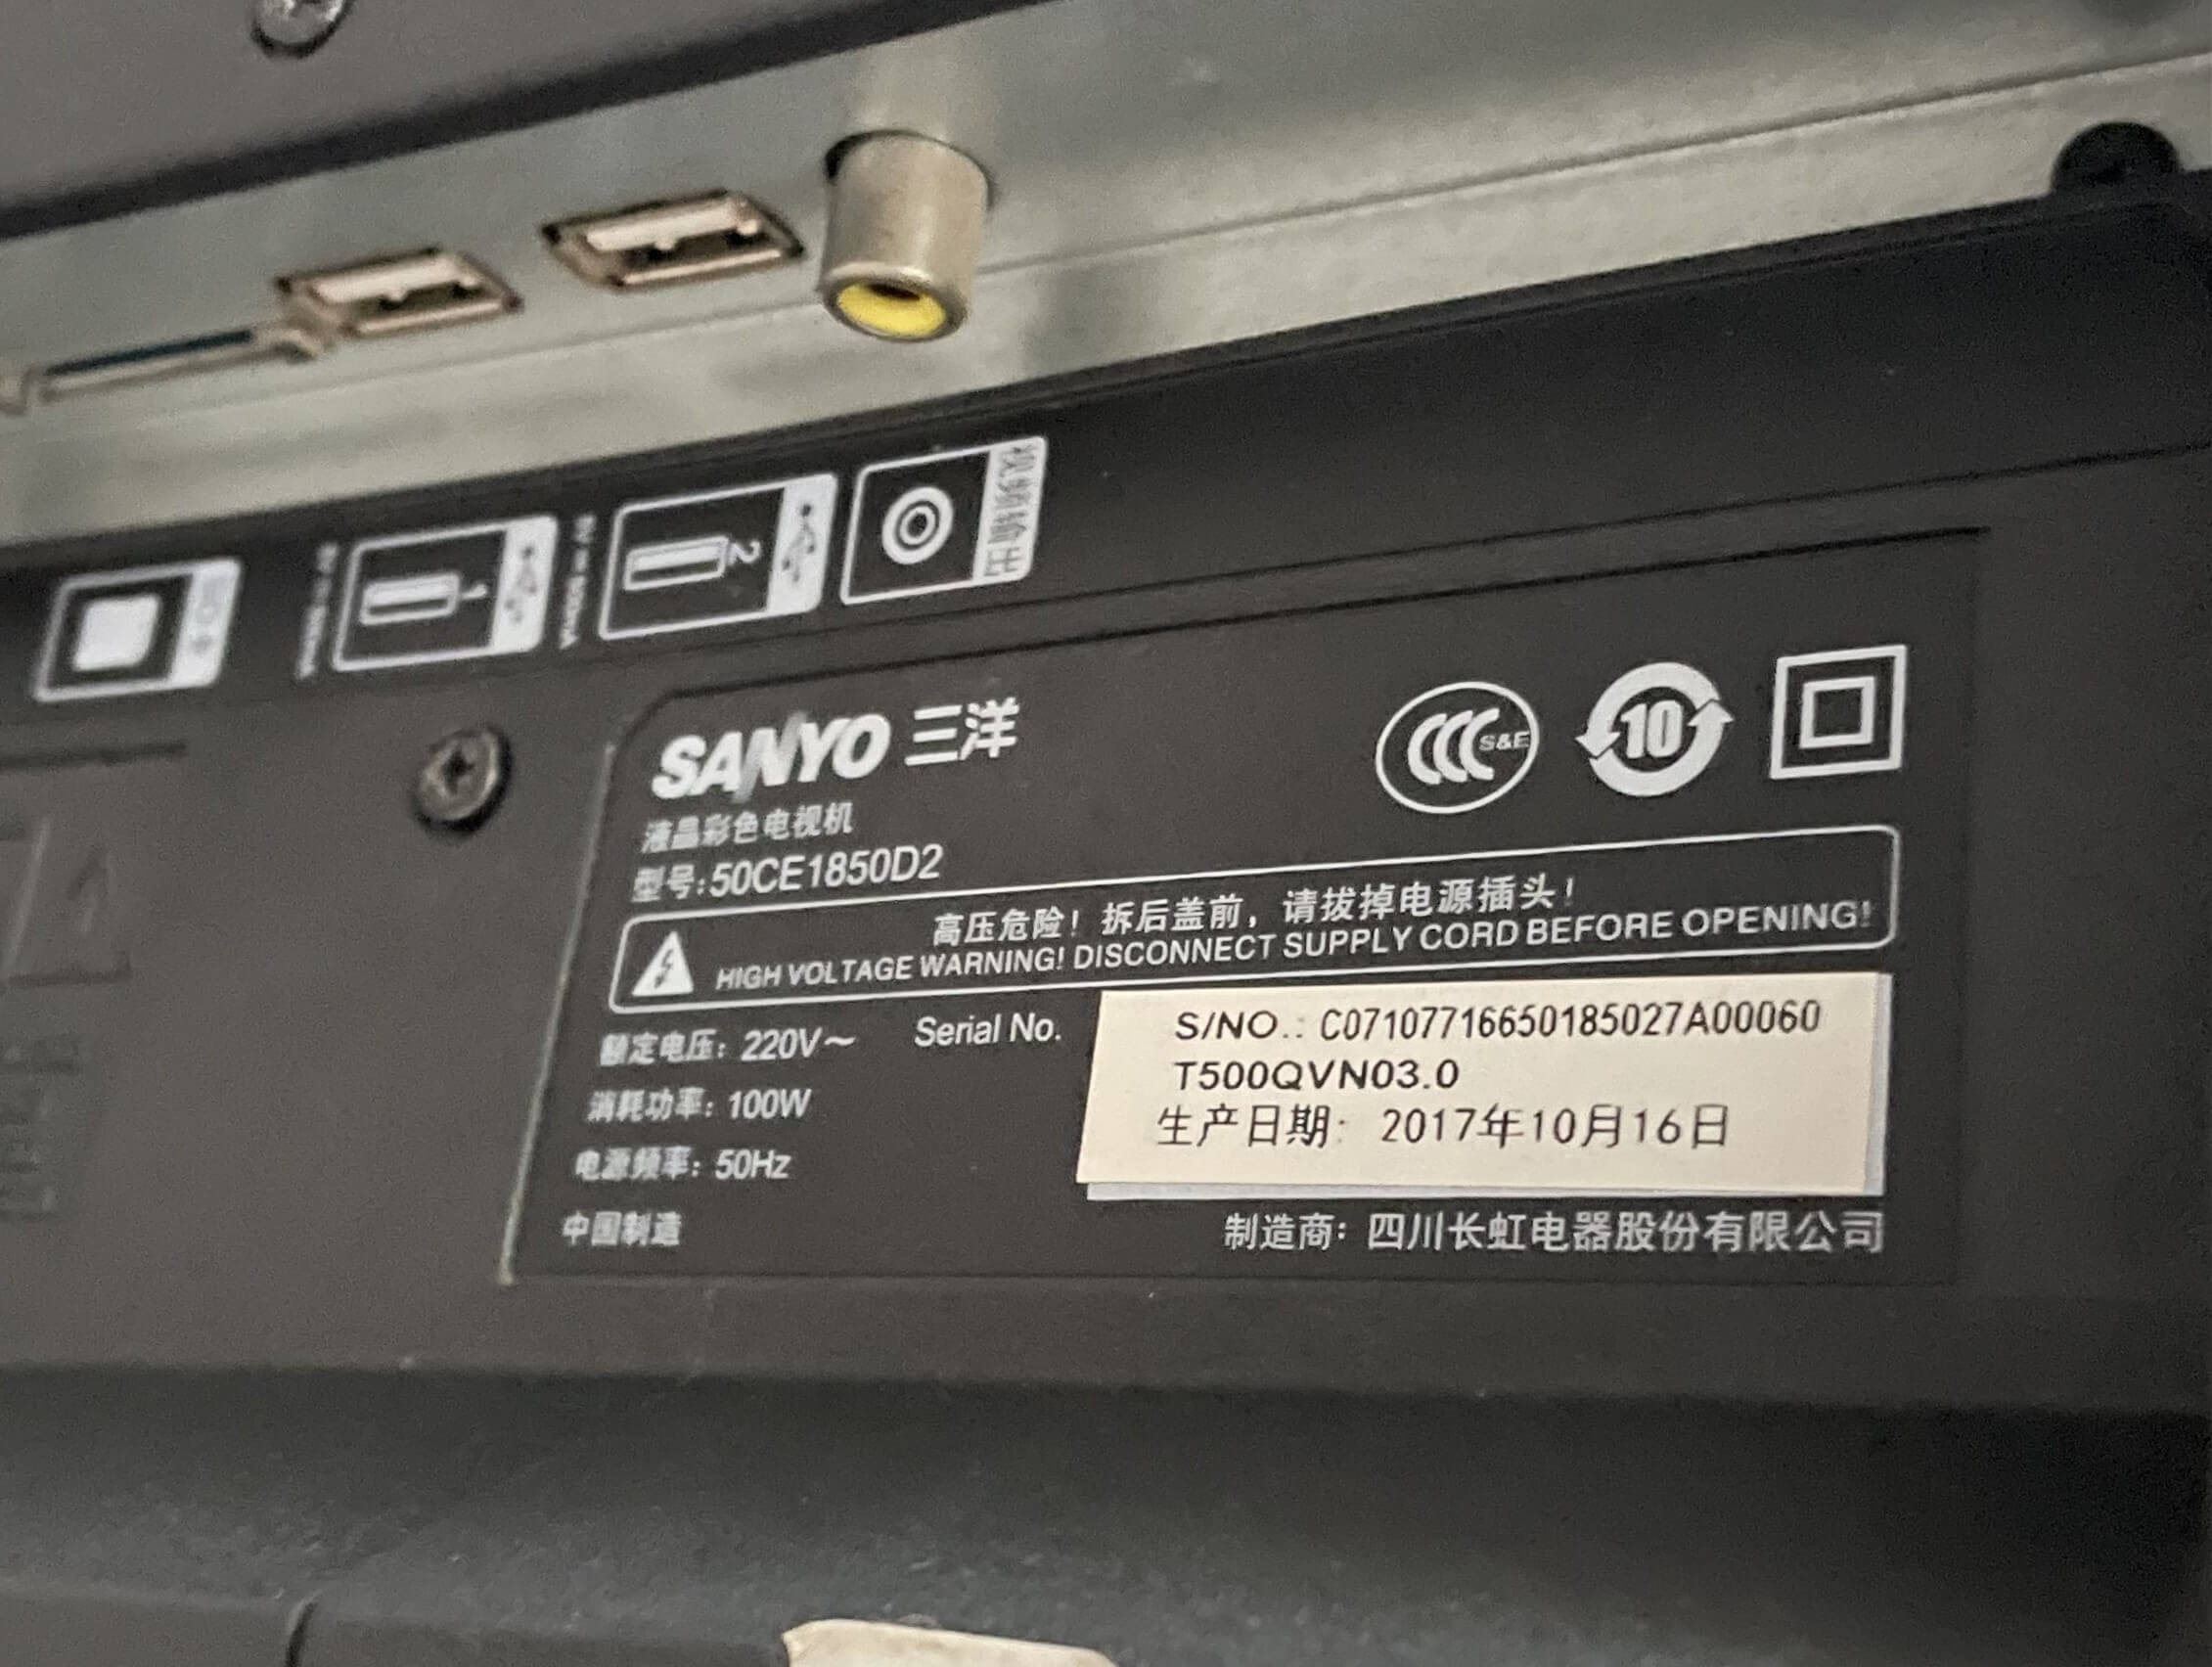 视频输出
2
1
SANYO 三洋
S&E
10
液晶彩色电视机
型号:50CE1850D2
高压危险！拆后盖前，请拔掉电源插头！
HIGH VOLTAGE WARNING! DISCONNECT SUPPLY CORD BEFORE OPENING!
额定电压: 220V～
Serial No.
S/NO.: C07107716650185027A00060
T500QVN03.0
生产日期: 2017年10月16日
消耗功率: 100W
电源频率: 50Hz
中国制造
制造商: 四川长虹电器股份有限公司